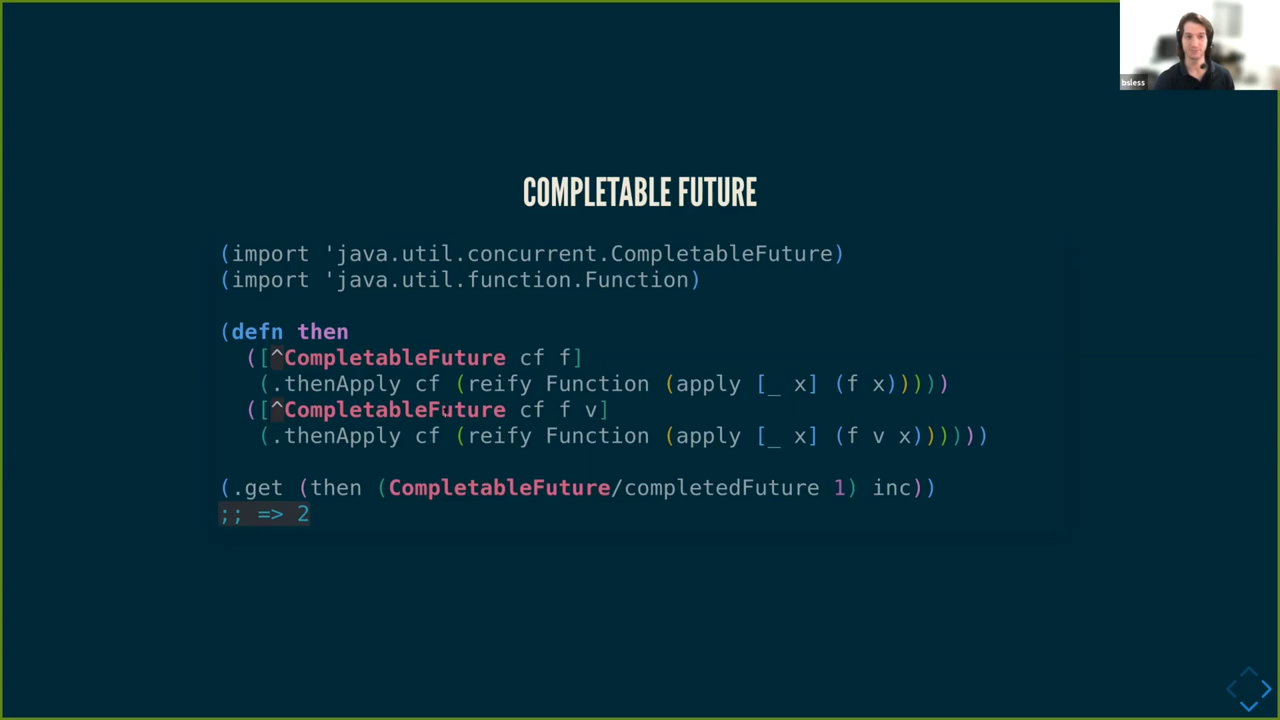 bsless
COMPLETABLE FUTURE
(import 'java.util.concurrent.CompletableFuture)
(import 'java.util.function.Function)
(defn then
([^CompletableFuture cf f]
(.thenApply cf (reify Function (apply [_ x] (f x)))))
([^CompletableFuture cf f v]
(.thenApply cf (reify Function (apply [_ x] (f v x))))))
(.get (then (CompletableFuture/completedFuture 1) inc))
;; => 2